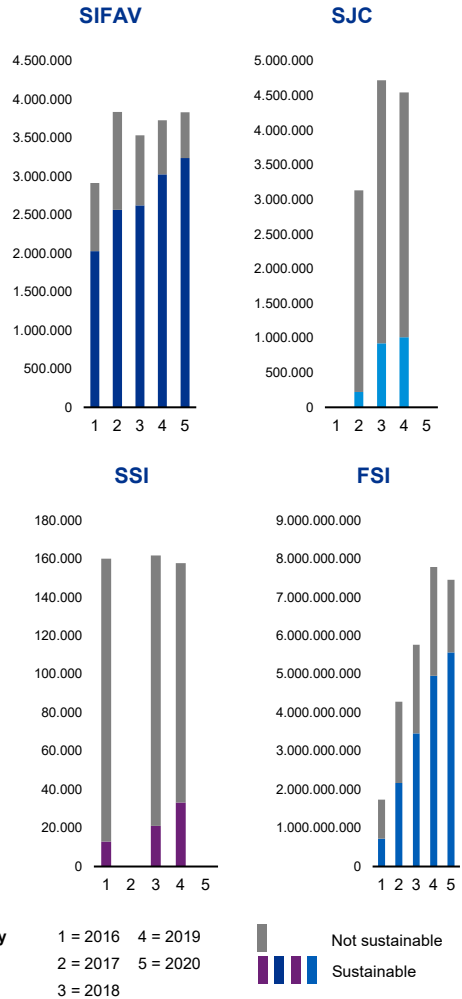 SIFAV
4.500.000
4.000.000
3.500.000
3.000.000
2.500.000
2.000.000
1.500.000
1.000.000
500.000
0
1 2 3 4 5
SJC
5.000.000
4.500.000
4.000.000
3.500.000
3.000.000
2.500.000
2.000.000
1.500.000
1.000.000
500.000
0
1 2 3 4 5
SSI
180.000
160.000
140.000
120.000
100.000
80.000
60.000
40.000
20.000
0
1 2 3 4 5
FSI
9.000.000.000
8.000.000.000
7.000.000.000
6.000.000.000
5.000.000.000
4.000.000.000
3.000.000.000
2.000.000.000
1.000.000.000
0
1 2 3 4 5
y
1 = 2016 4 = 2019
2 = 2017 5 = 2020
3 = 2018
Not sustainable
Sustainable